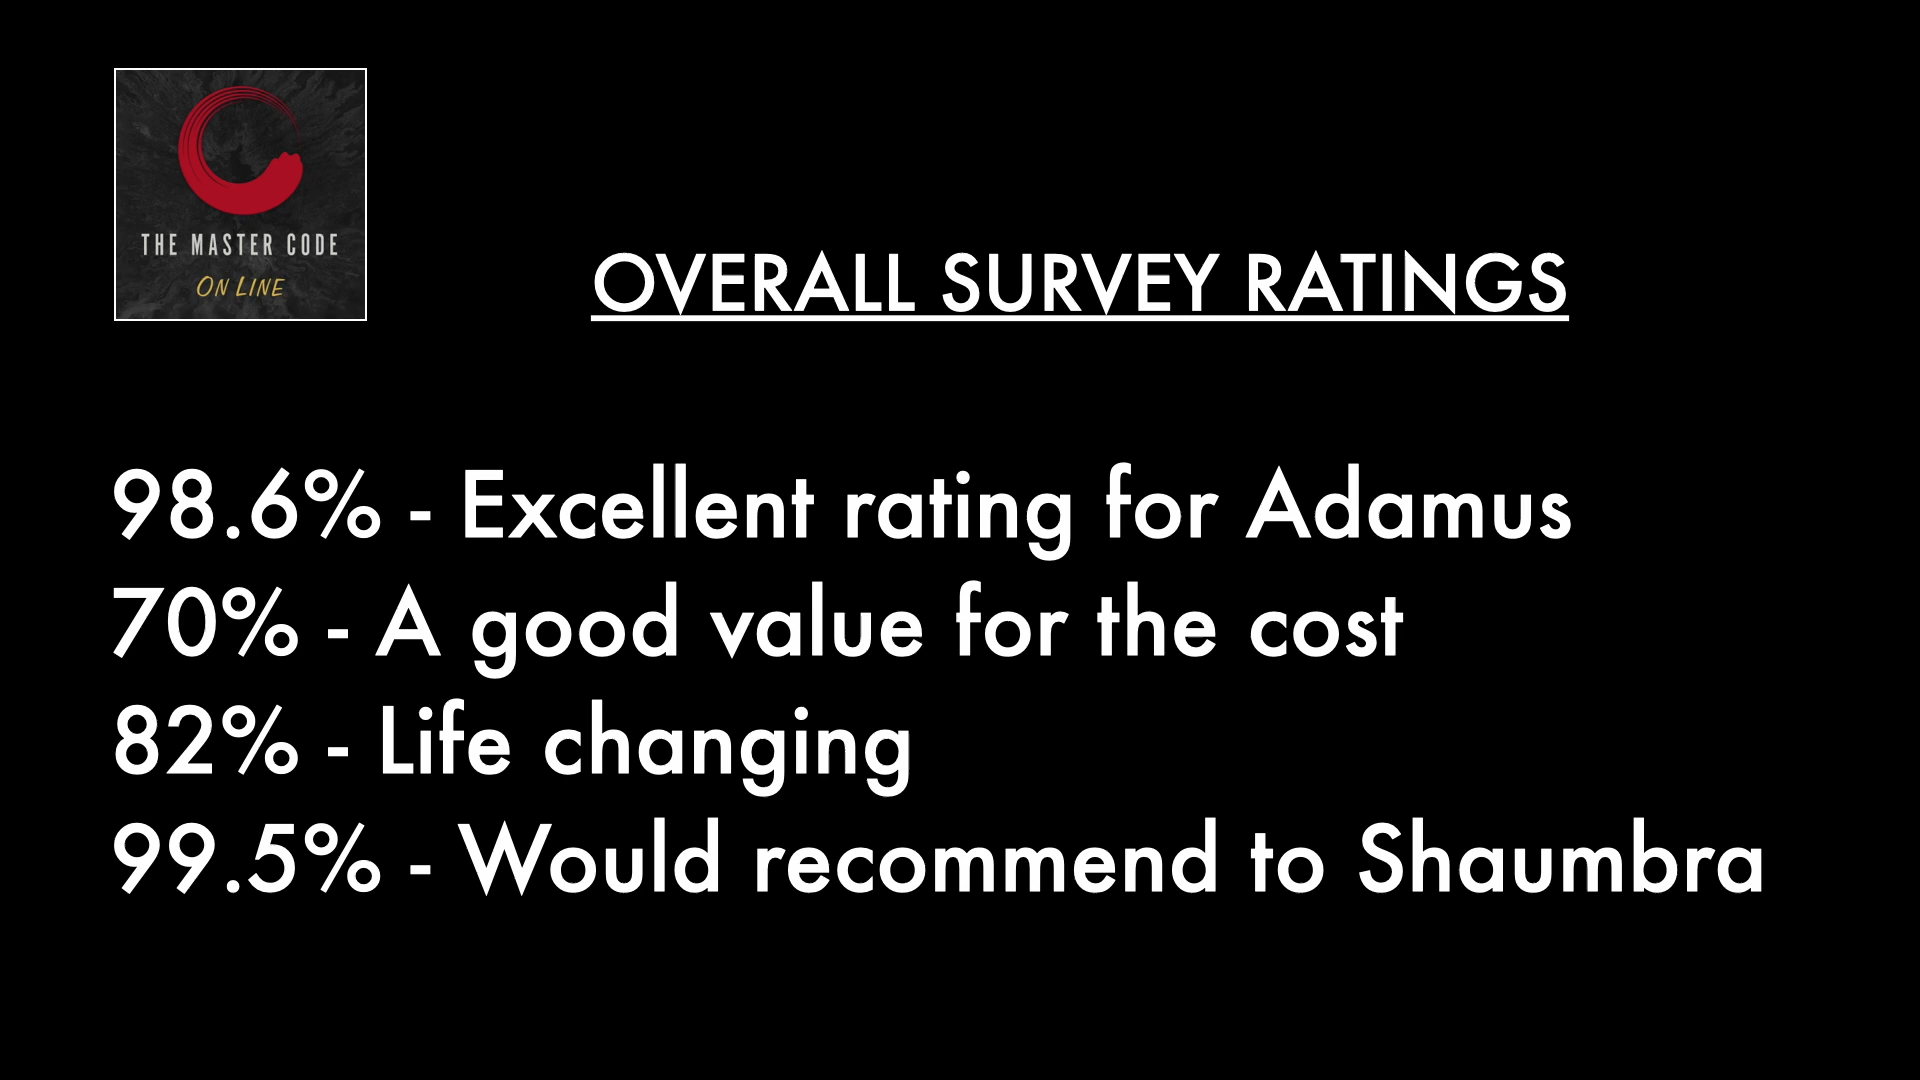 THE MASTER CODE
ON LINE
OVERALL SURVEY RATINGS
98.6% - Excellent rating for Adamus
70% - A good value for the cost
82% - Life changing
99.5% - Would recommend to Shaumbra